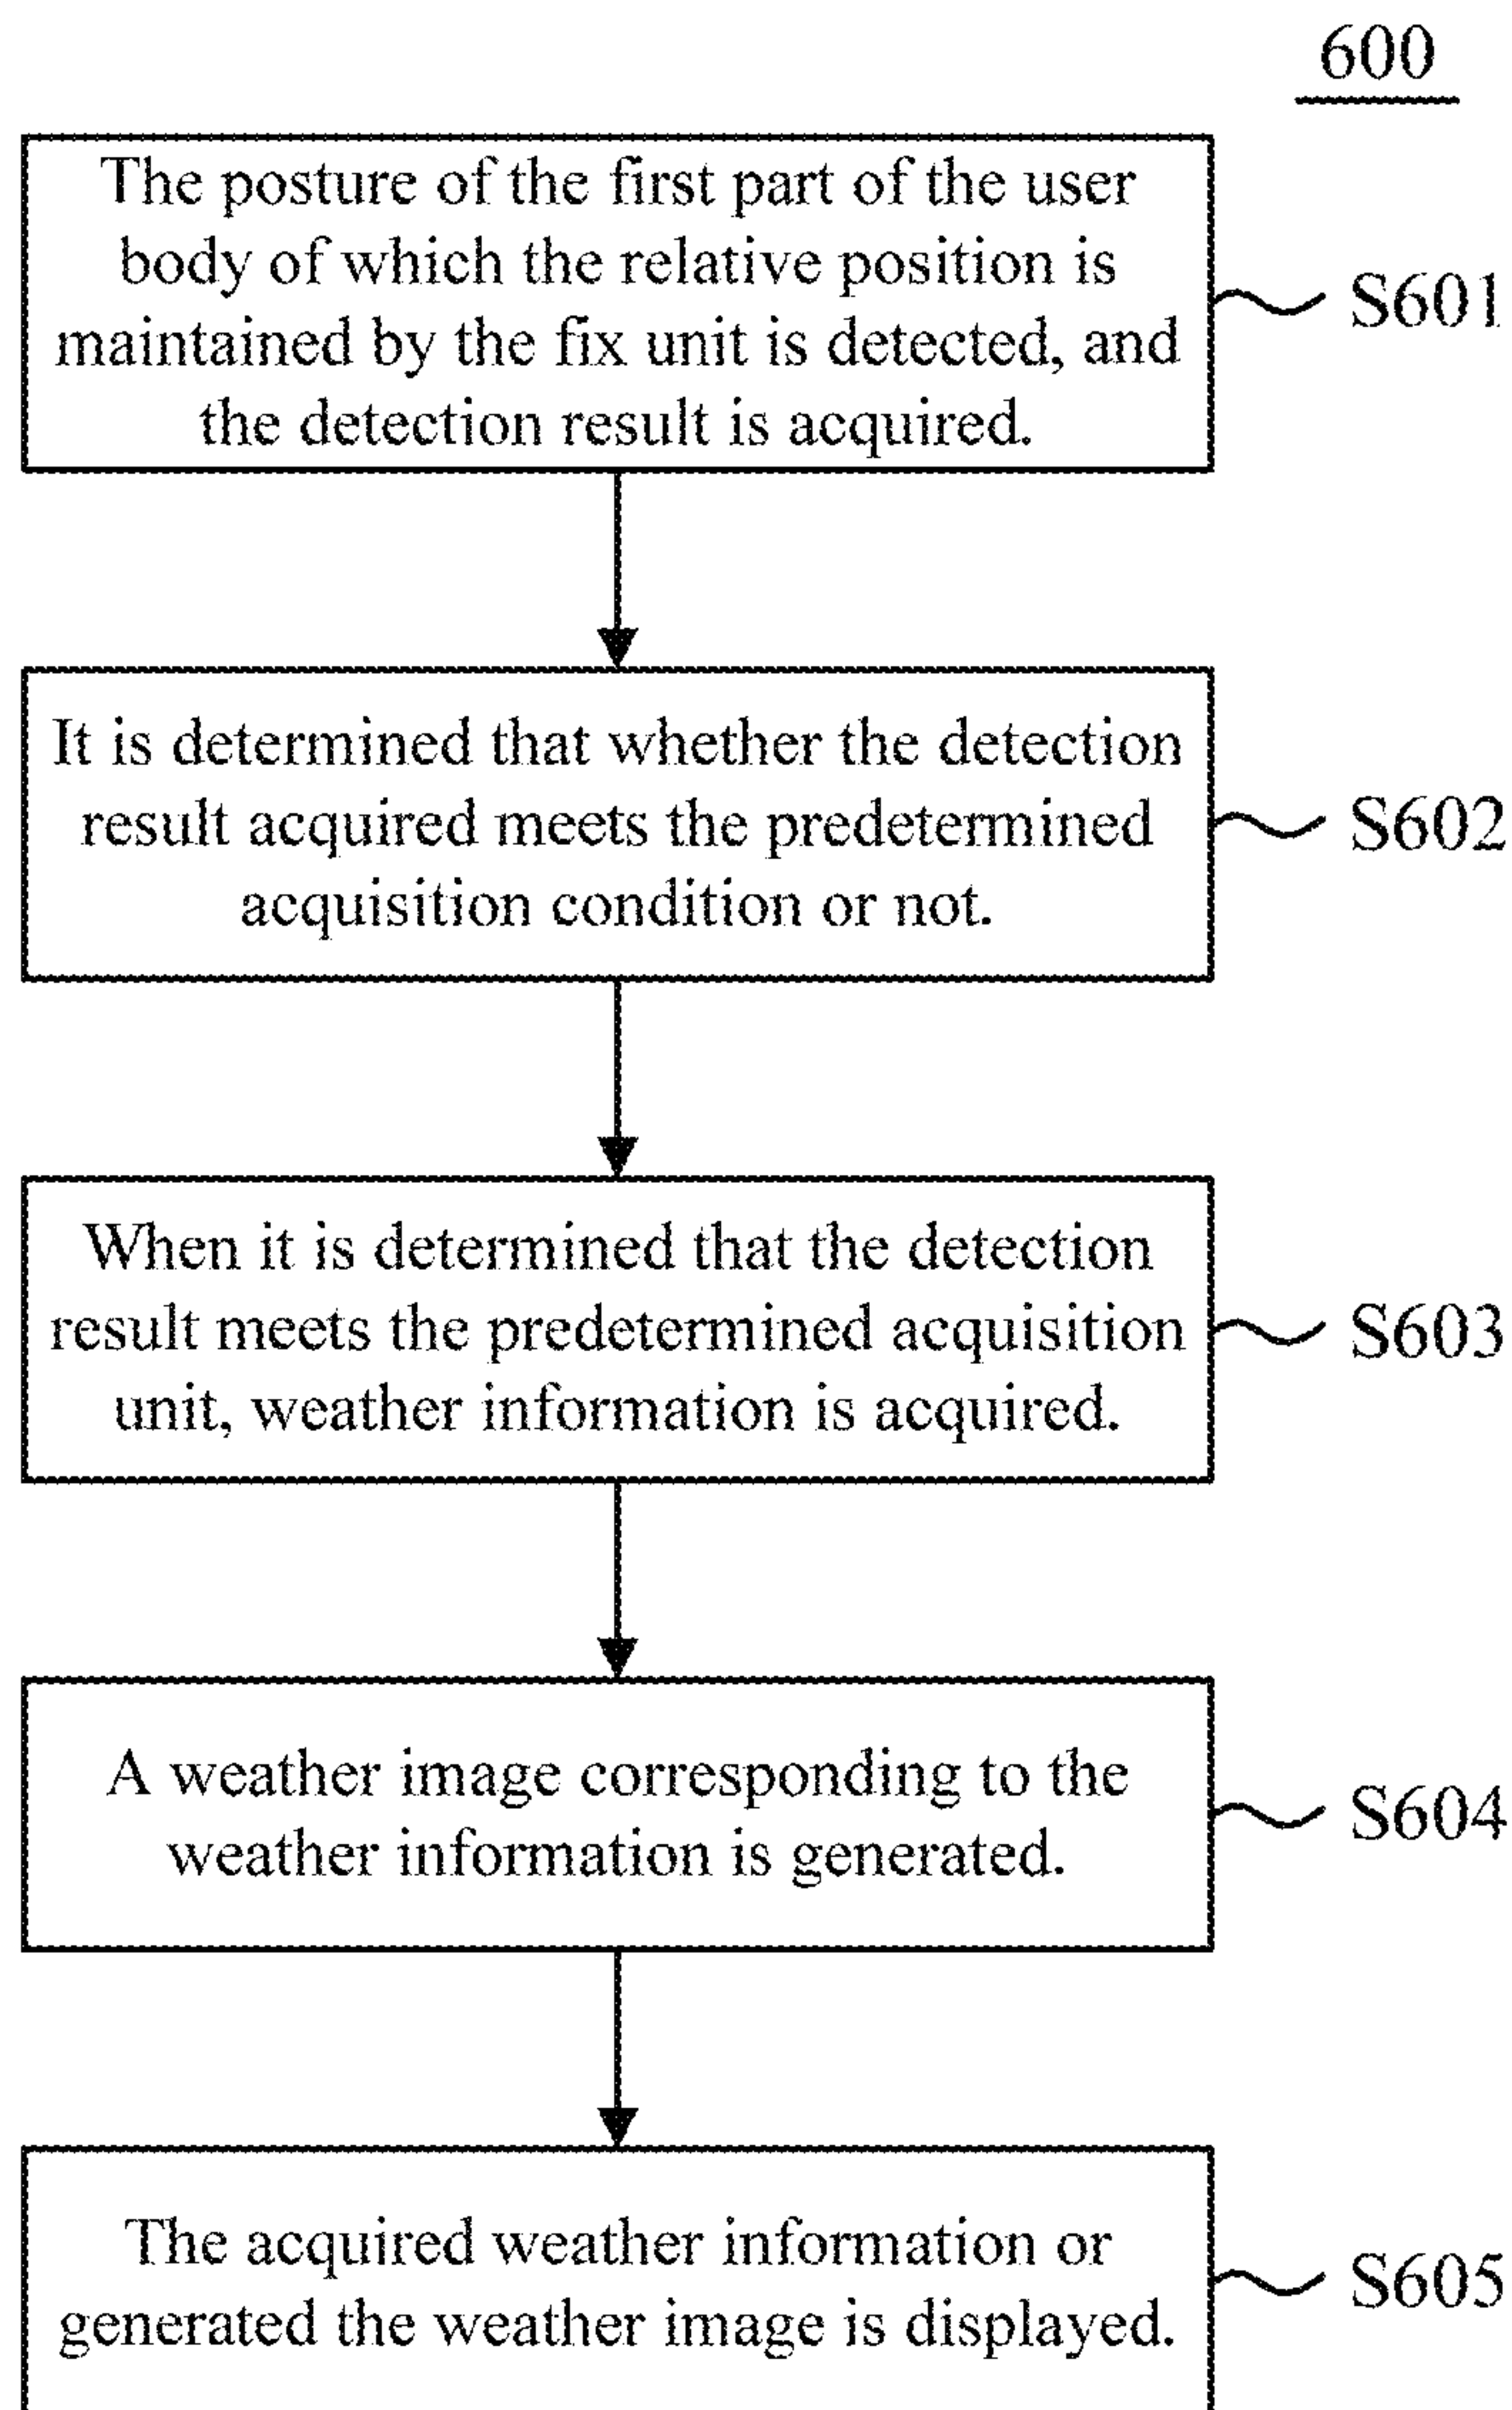 600
The posture of the first part of the user
body of which the relative position is
maintained by the fix unit is detected, and
the detection result is acquired.
S601
It is determined that whether the detection
result acquired meets the predetermined
acquisition condition or not.
S602
When it is determined that the detection
result meets the predetermined acquisition
unit, weather information is acquired.
S603
A weather image corresponding to the
weather information is generated.
S604
The acquired weather information or
generated the weather image is displayed.
S605